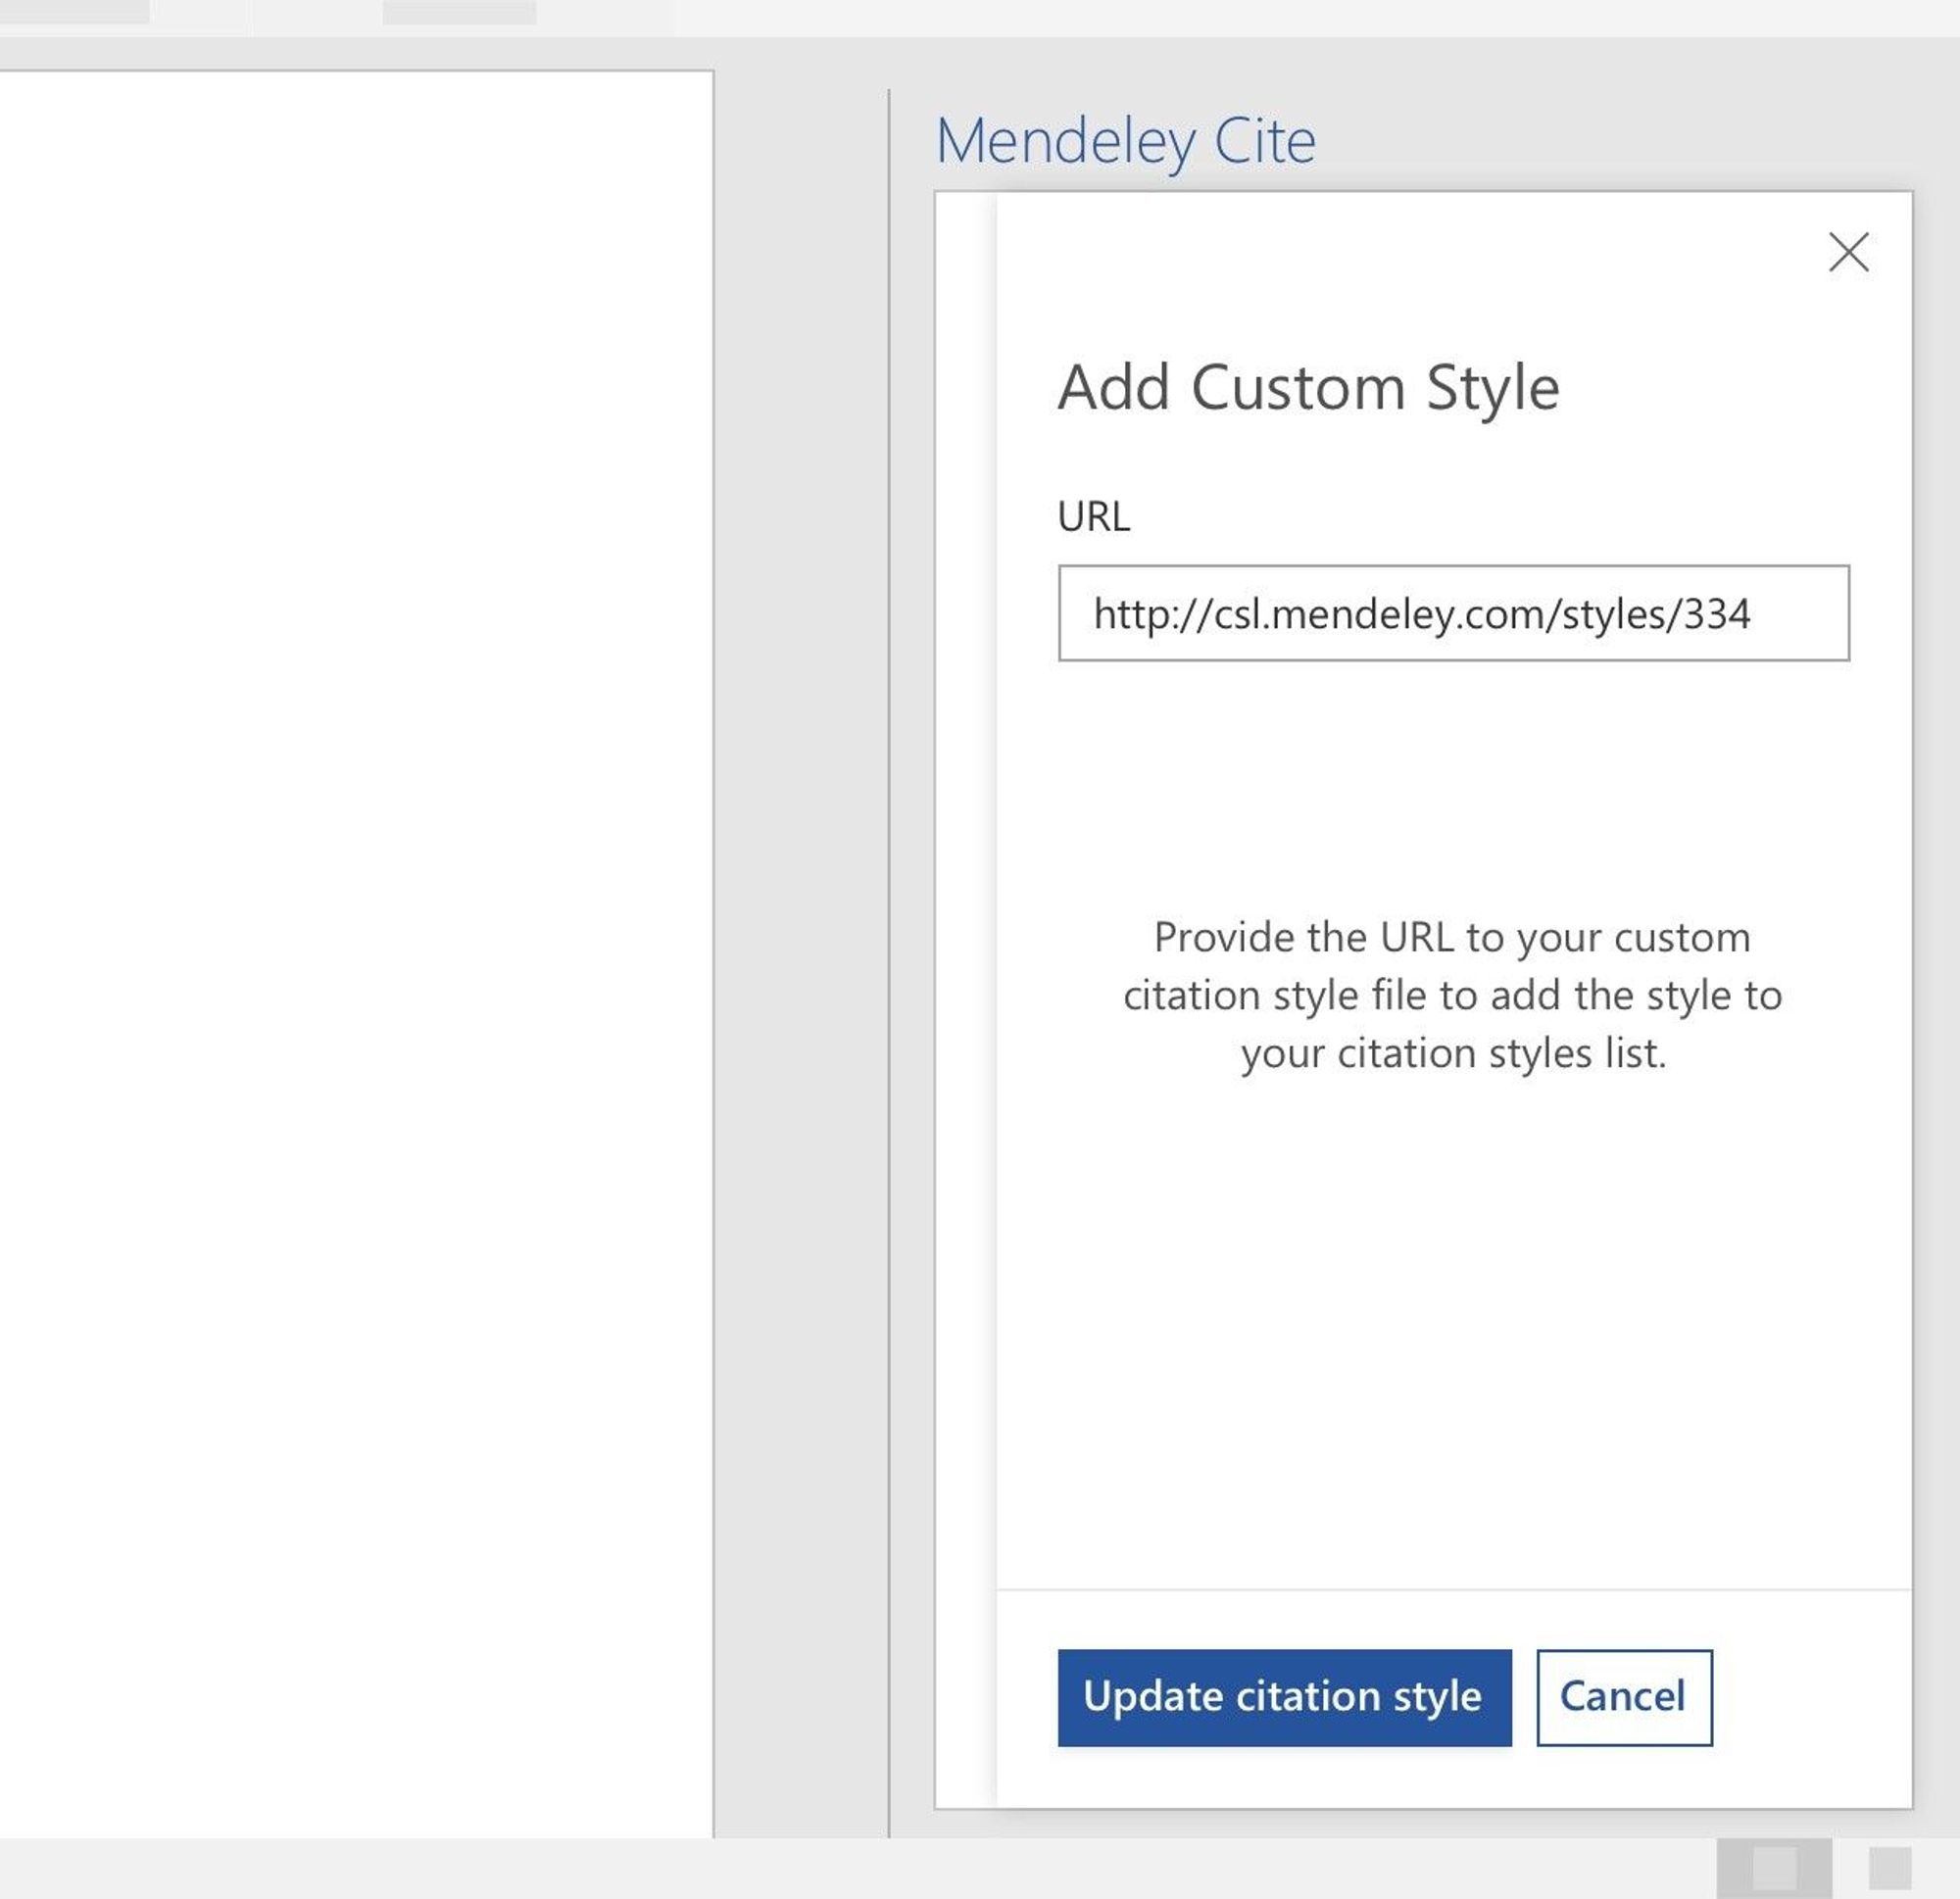 Mendeley Cite
Add Custom Style
URL
http://csl.mendeley.com/styles/334
Provide the URL to your custom
citation style file to add the style to
your citation styles list.
Update citation style
Cancel